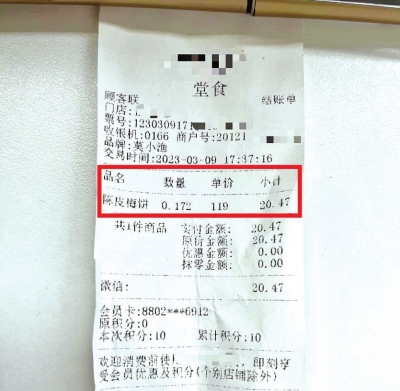 堂食
顾客联 结账单
门店:
票号:123030917
收银机:0166 商户号:20121
品牌:莫小渔
交易时间:2023-03-09 17:37:16
品名 数量 单价 小计
陈皮梅饼 0.172 119 20.47
共1件商品 实付金额: 20.47
原价金额: 20.47
优惠金额: 0.00
抹零金额: 0.00
微信: 20.47
会员卡:8802***6912
原积分:0
本次积分:10 累计积分:10
欢迎消费前往 即刻享
受会员优惠及积分(个别店铺除外)